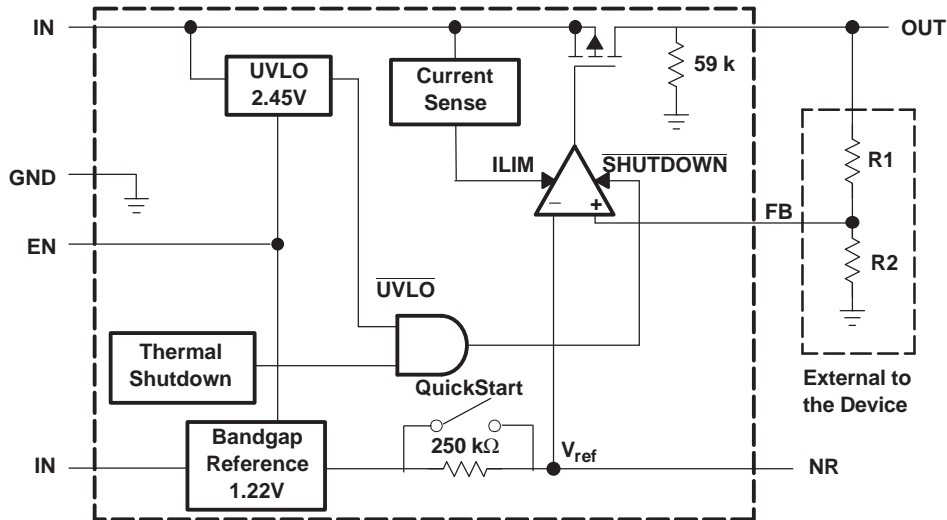 IN
OUT
UVLO
2.45V
Current
Sense
59 k
R1
GND
ILIM
SHUTDOWN
−
+
FB
EN
R2
UVLO
Thermal
Shutdown
QuickStart
External to
the Device
250 kΩ
IN
Bandgap
Reference
1.22V
Vref
NR